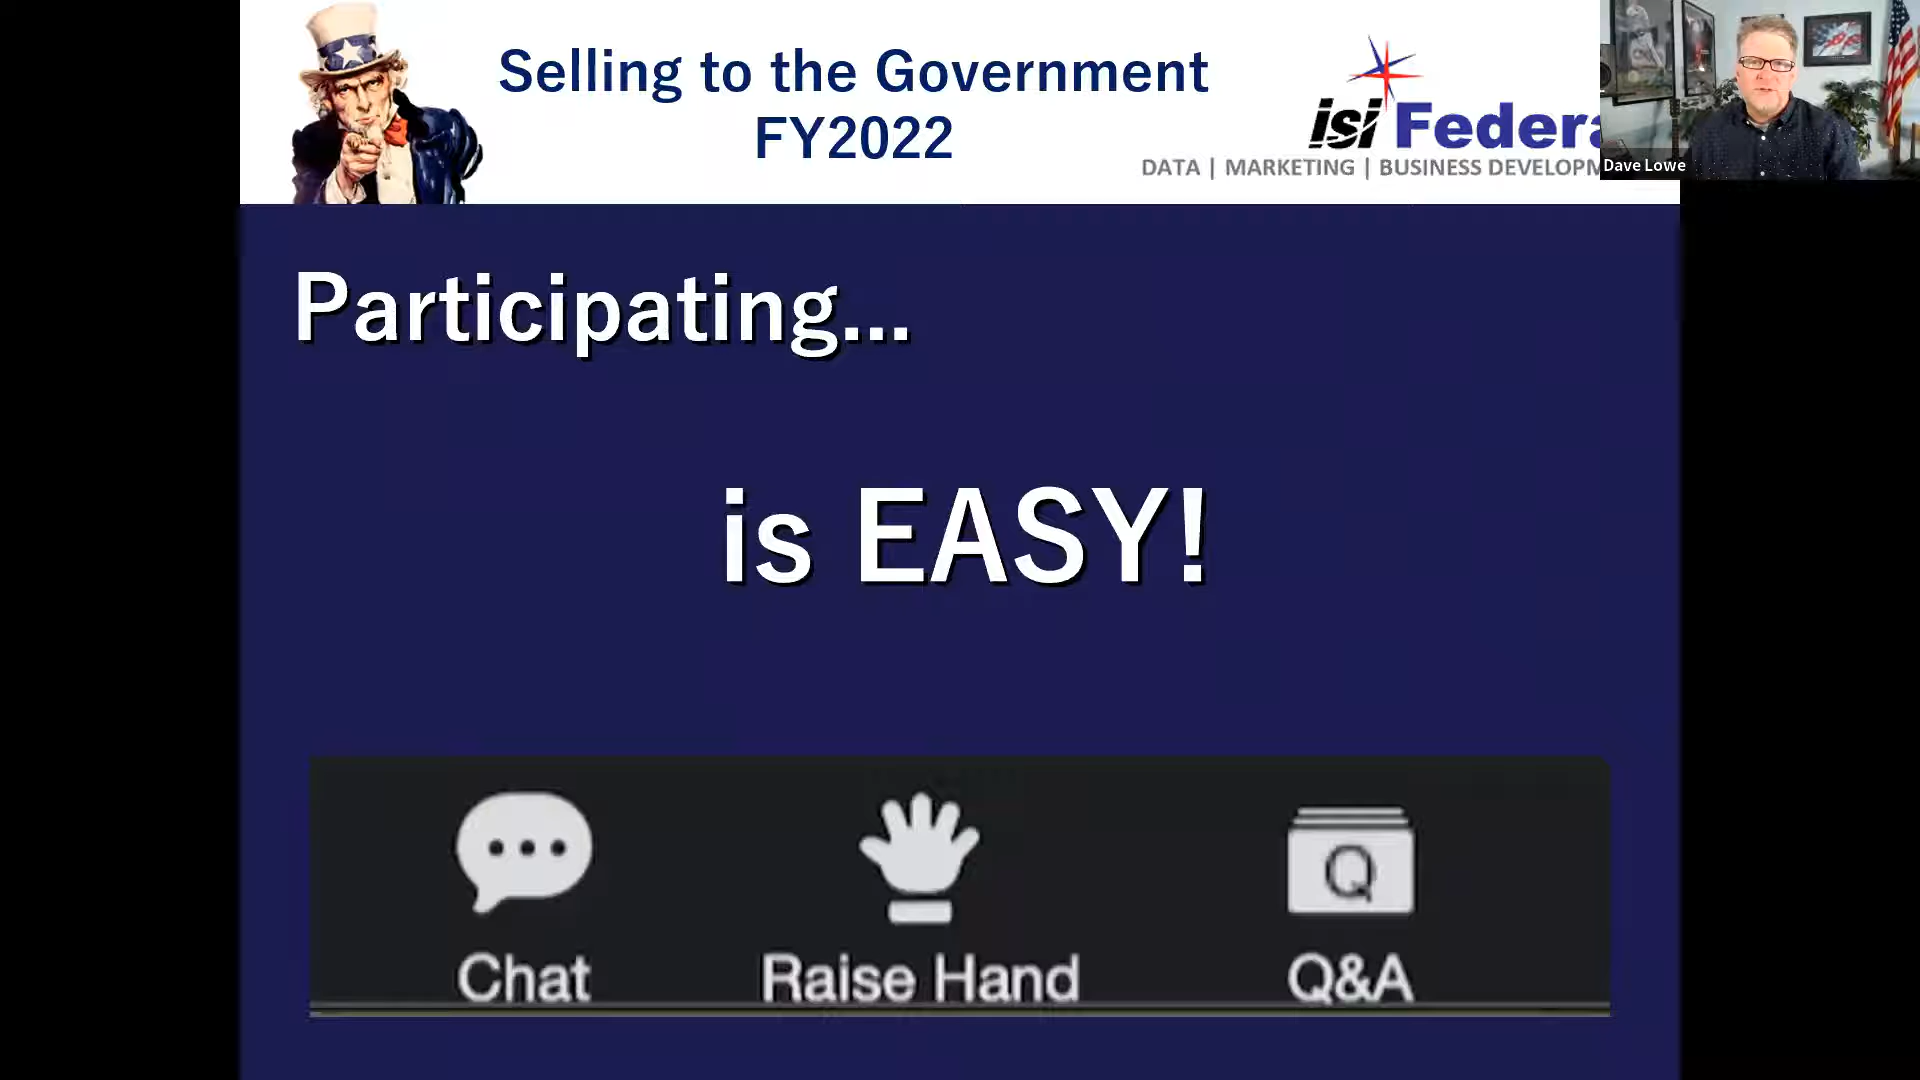 Selling to the Government
FY2022
isi Federa
DATA | MARKETING | BUSINESS DEVELOPM
Dave Lowe
Participating...
is EASY!
Q
Chat
Raise Hand
Q&A